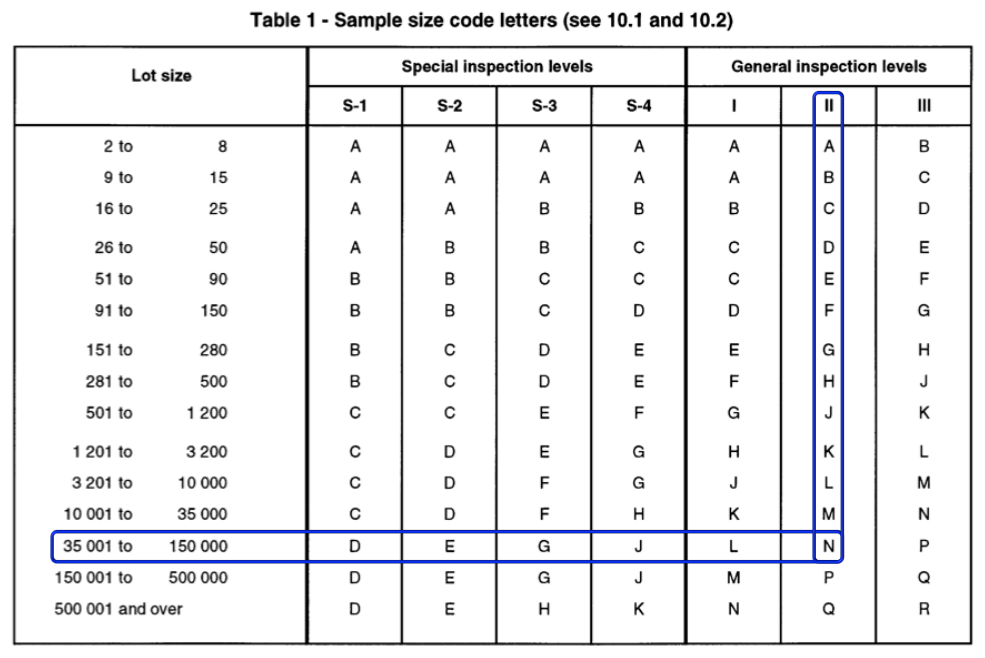 Table 1 - Sample size code letters (see 10.1 and 10.2)
Lot size Special inspection levels General inspection levels
S-1 S-2 S-3 S-4 I II III
2 to 8 A A A A A A B
9 to 15 A A A A A B C
16 to 25 A A B B B C D
26 to 50 A B B C C D E
51 to 90 B B C C C E F
91 to 150 B B C D D F G
151 to 280 B C D E E G H
281 to 500 B C D E F H J
501 to 1 200 C C E F G J K
1 201 to 3 200 C D E G H K L
3 201 to 10 000 C D F G J L M
10 001 to 35 000 C D F H K M N
35 001 to 150 000 D E G J L N P
150 001 to 500 000 D E G J M P Q
500 001 and over D E H K N Q R